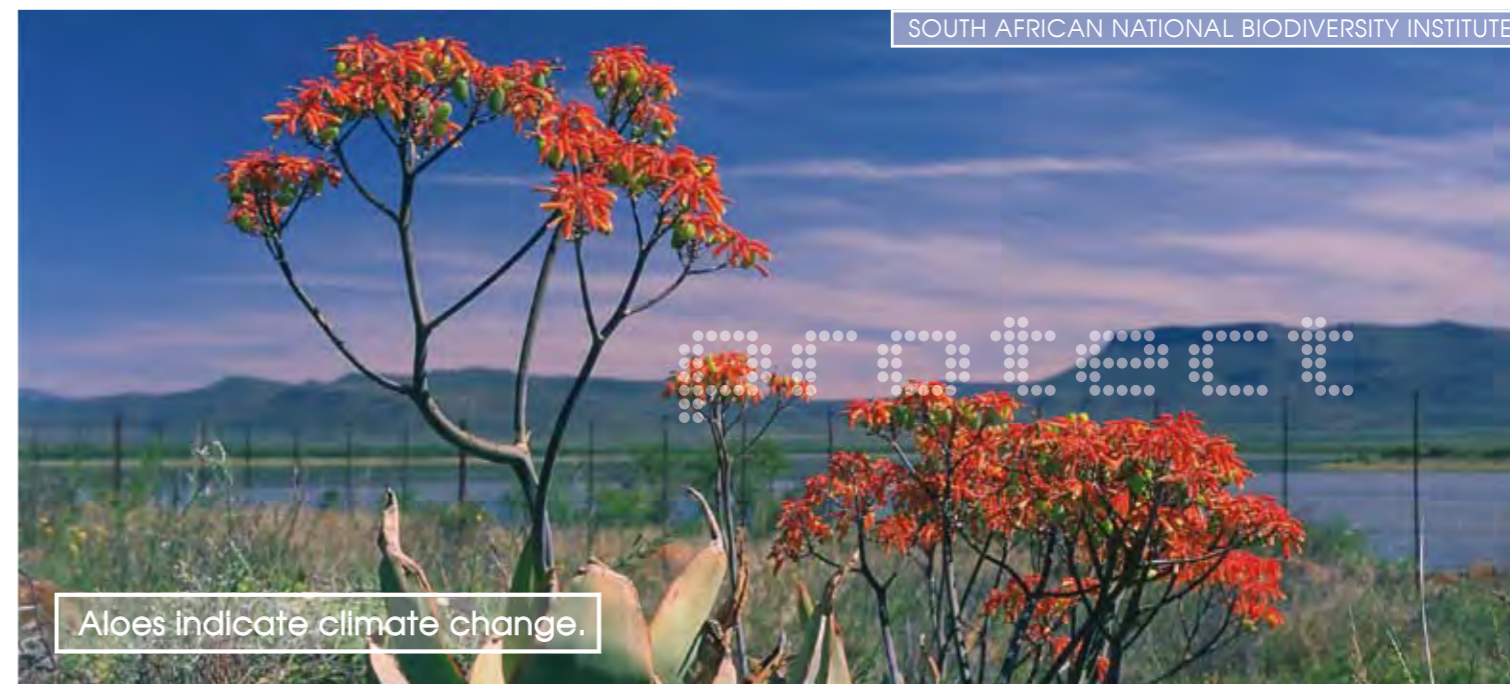 SOUTH AFRICAN NATIONAL BIODIVERSITY INSTITUTE
protect
Aloes indicate climate change.